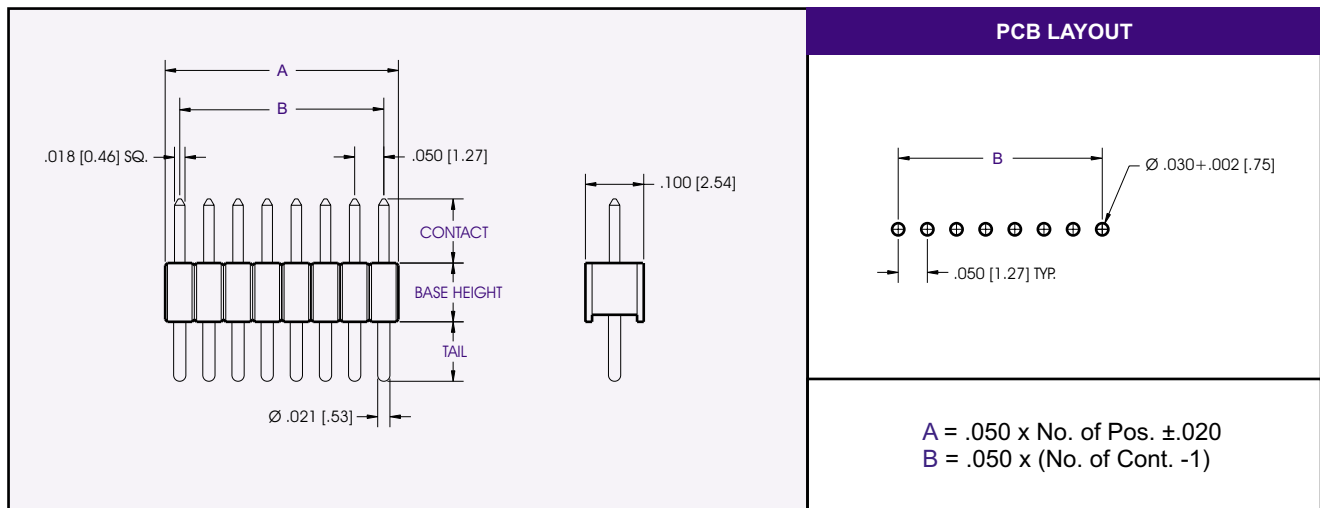 PCB LAYOUT
A
B
.018 [0.46] SQ.
.050 [1.27]
.100 [2.54]
CONTACT
BASE HEIGHT
TAIL
Ø .021 [.53]
B
Ø .030+.002 [.75]
.050 [1.27] TYP.
A = .050 x No. of Pos. ±.020
B = .050 x (No. of Cont. -1)